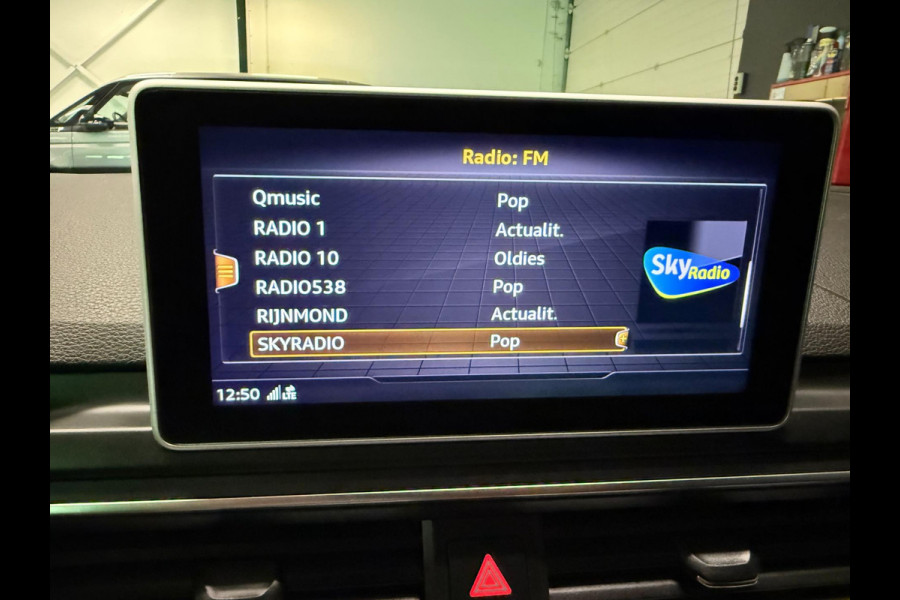 Radio: FM
Qmusic Pop
RADIO 1 Actualit.
RADIO 10 Oldies
RADIO538 Pop
RIJNMOND Actualit.
SKYRADIO Pop
Sky Radio
12:50 LTE